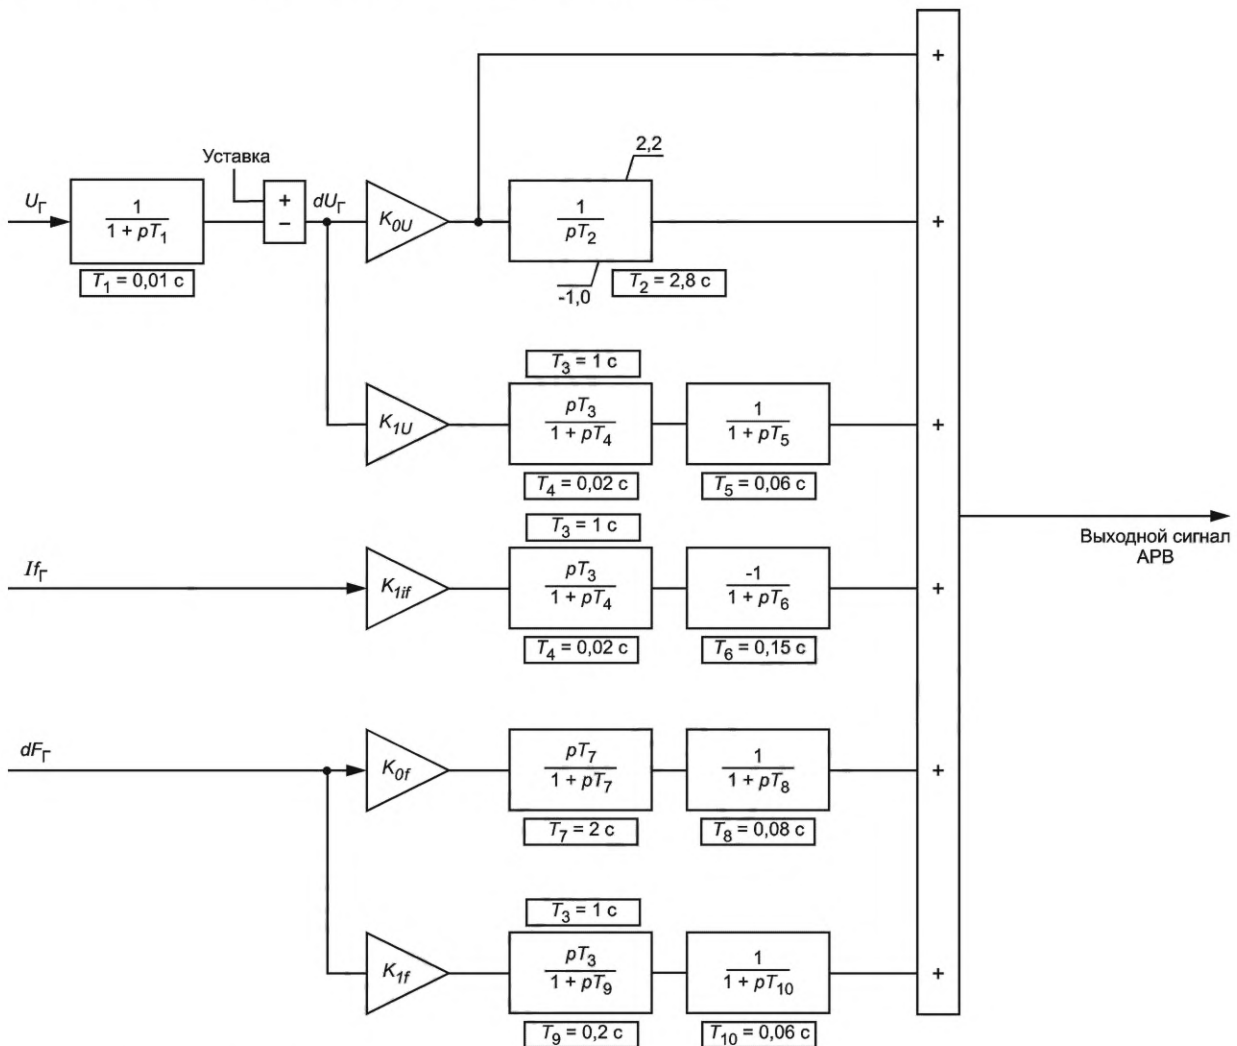 +
2,2
Уставка
U_Г
1
1 + pT_1
+
−
dU_Г
K_0U
1
pT_2
+
T_1 = 0,01 с
-1,0
T_2 = 2,8 с
T_3 = 1 с
K_1U
pT_3
1 + pT_4
1
1 + pT_5
+
T_4 = 0,02 с
T_5 = 0,06 с
T_3 = 1 с
Выходной сигнал
АРВ
If_Г
K_1if
pT_3
1 + pT_4
-1
1 + pT_6
+
T_4 = 0,02 с
T_6 = 0,15 с
dF_Г
K_0f
pT_7
1 + pT_7
1
1 + pT_8
+
T_7 = 2 с
T_8 = 0,08 с
T_3 = 1 с
K_1f
pT_3
1 + pT_9
1
1 + pT_10
+
T_9 = 0,2 с
T_10 = 0,06 с